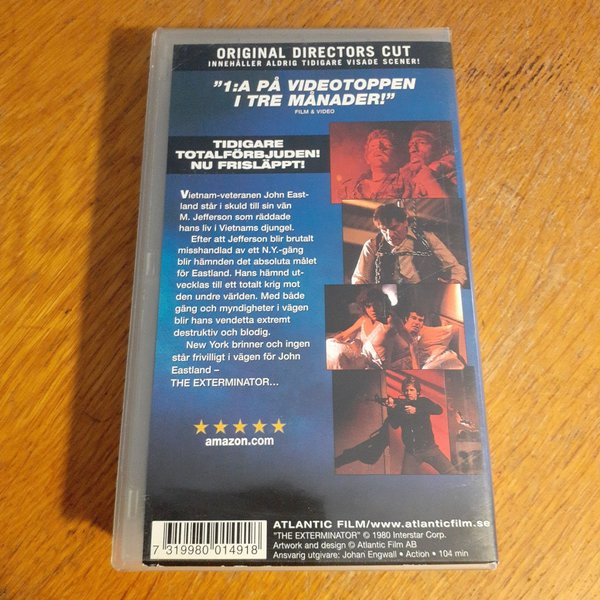 ORIGINAL DIRECTORS CUT
INNEHÅLLER ALDRIG TIDIGARE VISADE SCENER!
”1:A PÅ VIDEOTOPPEN
I TRE MÅNADER!”
FILM & VIDEO
TIDIGARE
TOTALFÖRBJUDEN!
NU FRISLÄPPT!
Vietnam-veteranen John East-
land står i skuld till sin vän
M. Jefferson som räddade
hans liv i Vietnams djungel.
Efter att Jefferson blir brutalt
misshandlad av ett N.Y.-gäng
blir hämnden det absoluta målet
för Eastland. Hans hämnd ut-
vecklas till ett totalt krig mot
den undre världen. Med både
gäng och myndigheter i vägen
blir hans vendetta extremt
destruktiv och blodig.
New York brinner och ingen
står frivilligt i vägen för John
Eastland –
THE EXTERMINATOR...
amazon.com
ATLANTIC FILM/www.atlanticfilm.se
"THE EXTERMINATOR" © 1980 Interstar Corp.
Artwork and design © Atlantic Film AB
Ansvarig utgivare: Johan Engwall • Action • 104 min
7 319980 014918